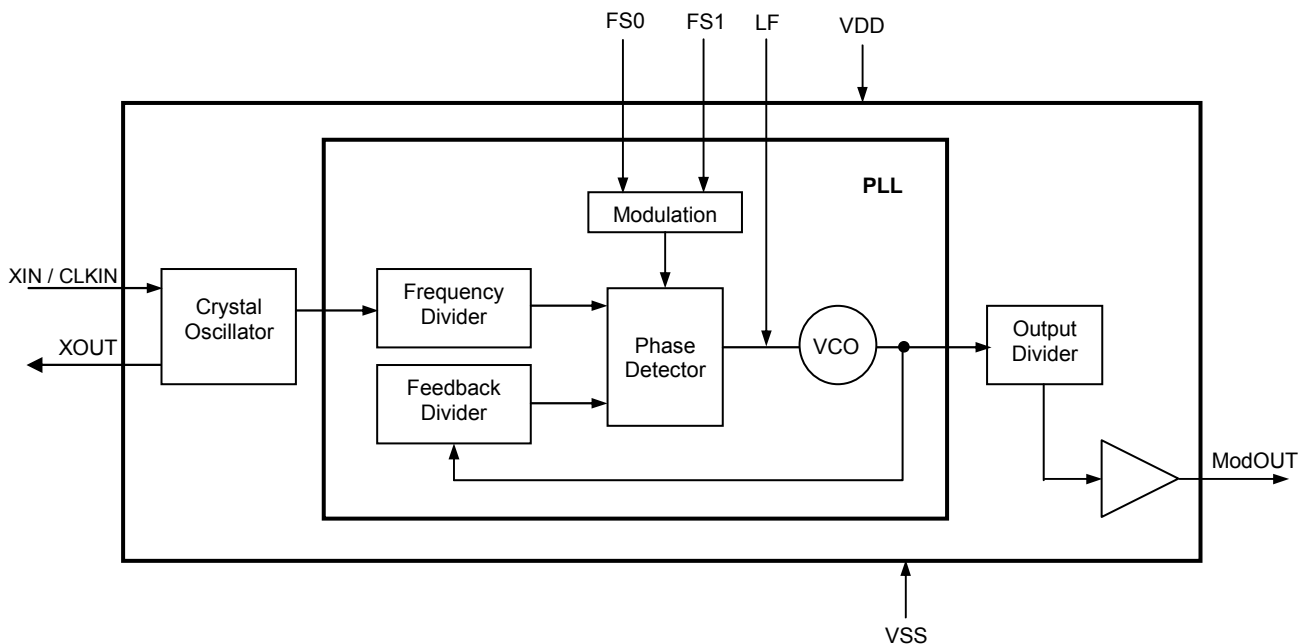 FS0
FS1
LF
VDD
PLL
Modulation
XIN / CLKIN
Crystal
Oscillator
XOUT
Frequency
Divider
Feedback
Divider
Phase
Detector
VCO
Output
Divider
ModOUT
VSS